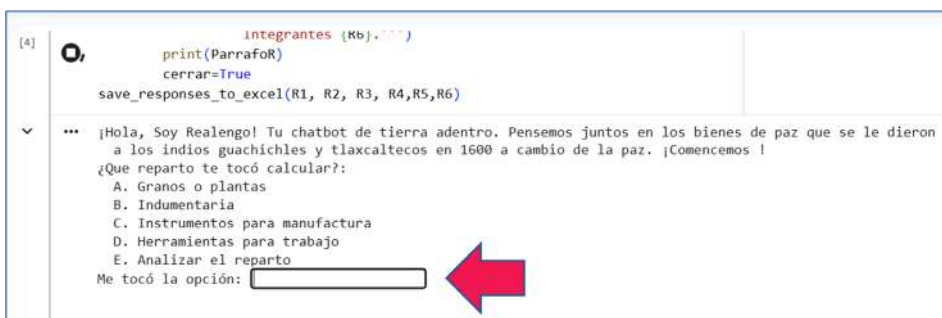 [4]
Integrantes {R6}.''')
print(ParrafoR)
cerrar=True
save_responses_to_excel(R1, R2, R3, R4,R5,R6)
¡Hola, Soy Realengo! Tu chatbot de tierra adentro. Pensemos juntos en los bienes de paz que se le dieron
a los indios guachichles y tlaxcaltecos en 1600 a cambio de la paz. ¡Comencemos !
¿Que reparto te tocó calcular?:
A. Granos o plantas
B. Indumentaria
C. Instrumentos para manufactura
D. Herramientas para trabajo
E. Analizar el reparto
Me tocó la opción: